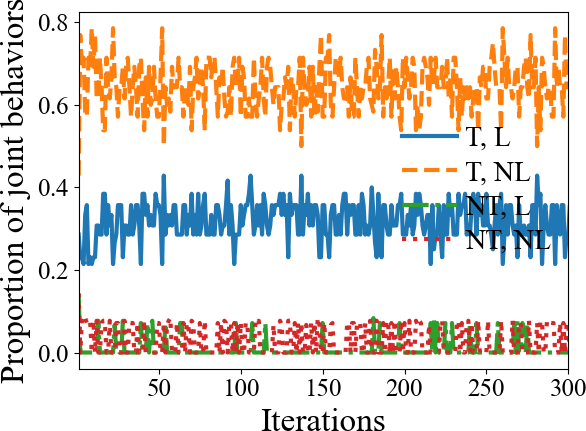 Proportion of joint behaviors
0.8
0.6
0.4
0.2
0.0
T, L
T, NL
NT, L
NT, NL
50
100
150
200
250
300
Iterations